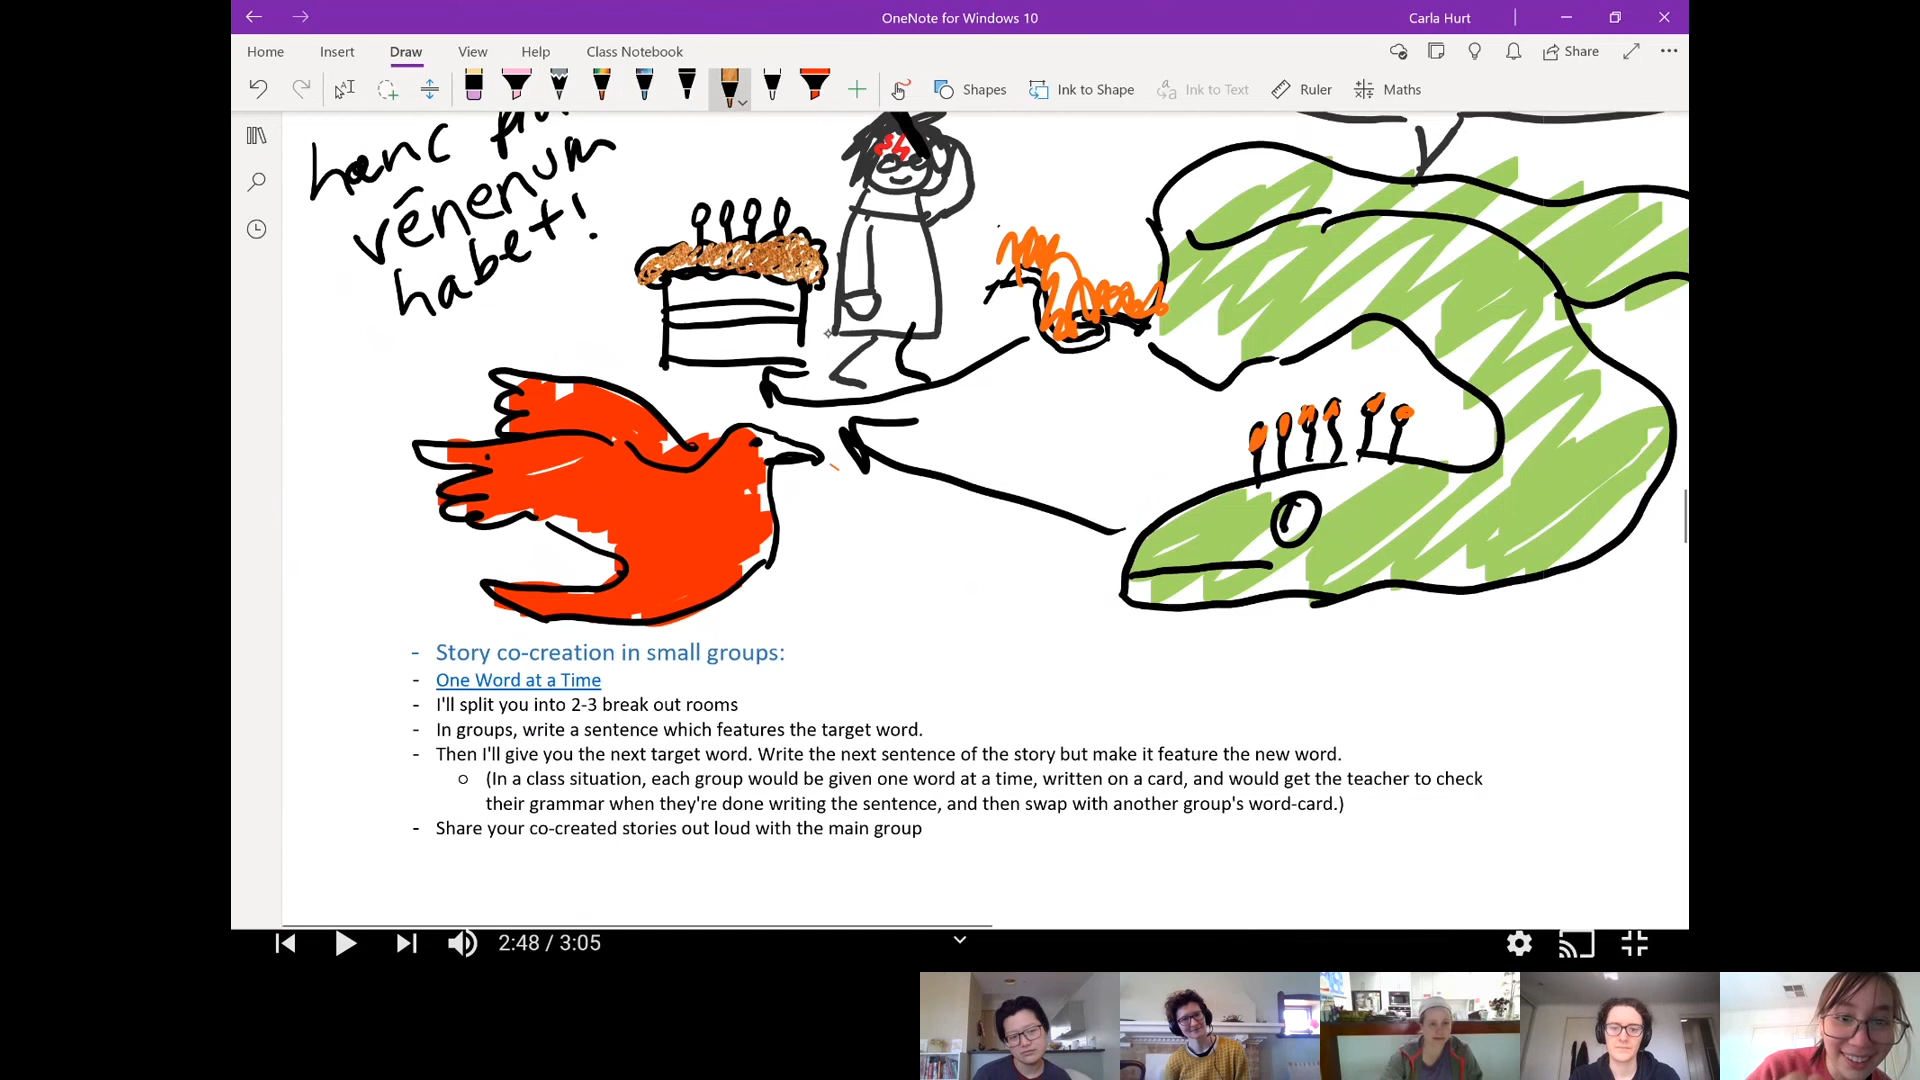 OneNote for Windows 10
Carla Hurt
Home Insert Draw View Help Class Notebook
Share
Shapes Ink to Shape Ink to Text Ruler Maths
hanc
vēnenum
habet!
- Story co-creation in small groups:
- One Word at a Time
- I'll split you into 2-3 break out rooms
- In groups, write a sentence which features the target word.
- Then I'll give you the next target word. Write the next sentence of the story but make it feature the new word.
o (In a class situation, each group would be given one word at a time, written on a card, and would get the teacher to check
their grammar when they're done writing the sentence, and then swap with another group's word-card.)
- Share your co-created stories out loud with the main group
2:48 / 3:05